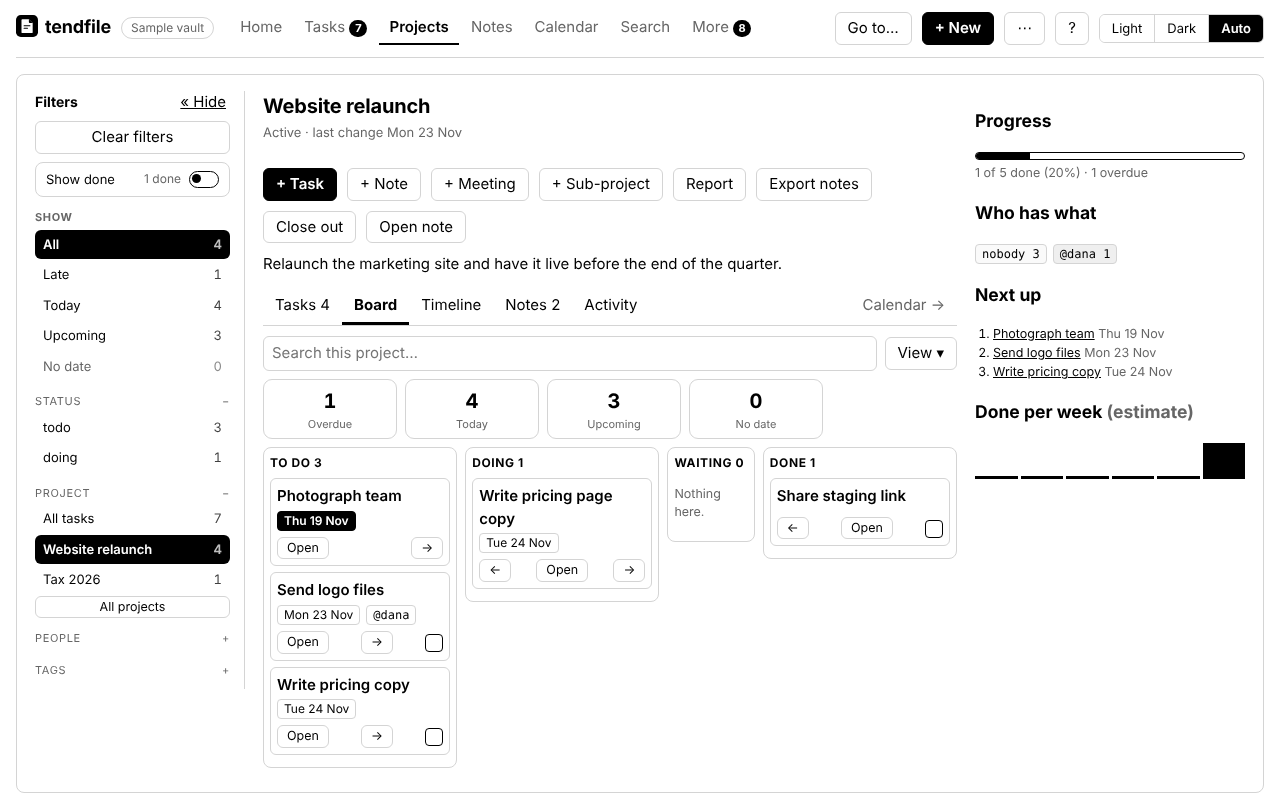 tendfile Sample vault Home Tasks 7 Projects Notes Calendar Search More 8 Go to... + New ··· ? Light Dark Auto
Filters « Hide
Clear filters
Show done 1 done
SHOW
All 4
Late 1
Today 4
Upcoming 3
No date 0
STATUS −
todo 3
doing 1
PROJECT −
All tasks 7
Website relaunch 4
Tax 2026 1
All projects
PEOPLE +
TAGS +
Website relaunch
Active · last change Mon 23 Nov
+ Task + Note + Meeting + Sub-project Report Export notes
Close out Open note
Relaunch the marketing site and have it live before the end of the quarter.
Tasks 4 Board Timeline Notes 2 Activity Calendar →
Search this project... View ▾
1 4 3 0
Overdue Today Upcoming No date
TO DO 3
Photograph team
Thu 19 Nov
Open →
Send logo files
Mon 23 Nov @dana
Open →
Write pricing copy
Tue 24 Nov
Open →
DOING 1
Write pricing page
copy
Tue 24 Nov
← Open →
WAITING 0
Nothing
here.
DONE 1
Share staging link
← Open
Progress
1 of 5 done (20%) · 1 overdue
Who has what
nobody 3 @dana 1
Next up
1. Photograph team Thu 19 Nov
2. Send logo files Mon 23 Nov
3. Write pricing copy Tue 24 Nov
Done per week (estimate)